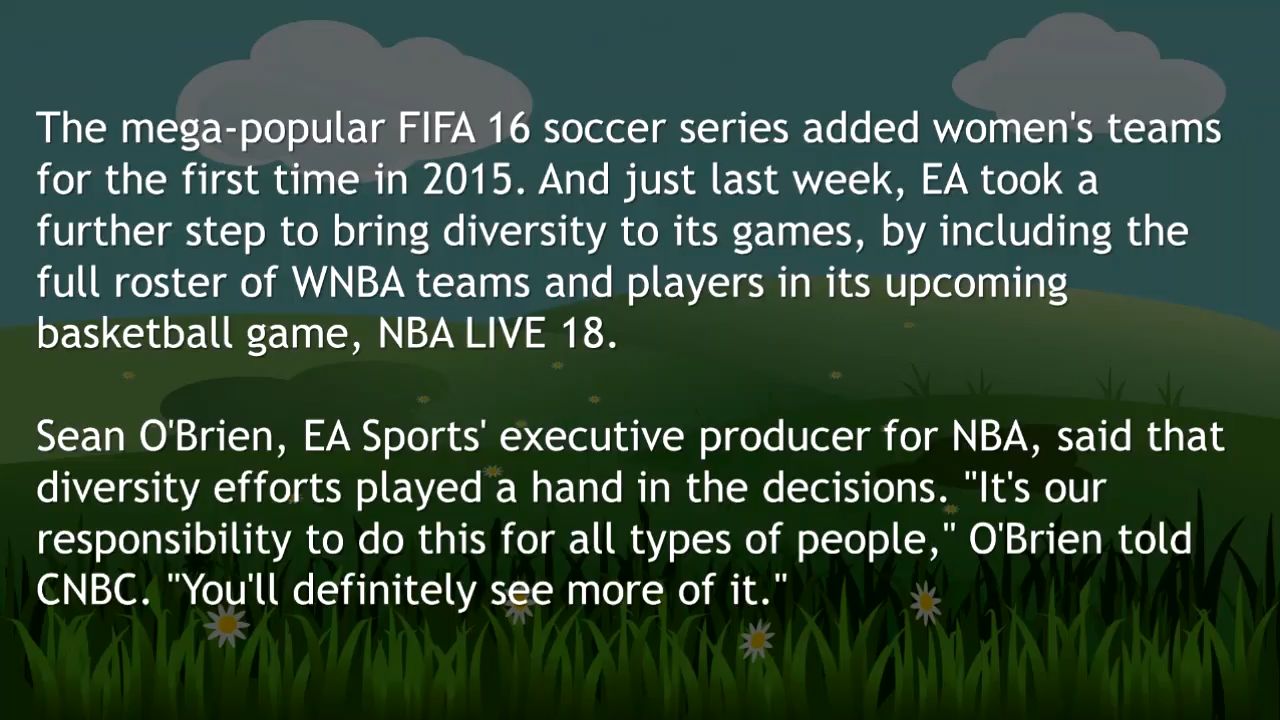 The mega-popular FIFA 16 soccer series added women's teams
for the first time in 2015. And just last week, EA took a
further step to bring diversity to its games, by including the
full roster of WNBA teams and players in its upcoming
basketball game, NBA LIVE 18.
Sean O'Brien, EA Sports' executive producer for NBA, said that
diversity efforts played a hand in the decisions. "It's our
responsibility to do this for all types of people," O'Brien told
CNBC. "You'll definitely see more of it."